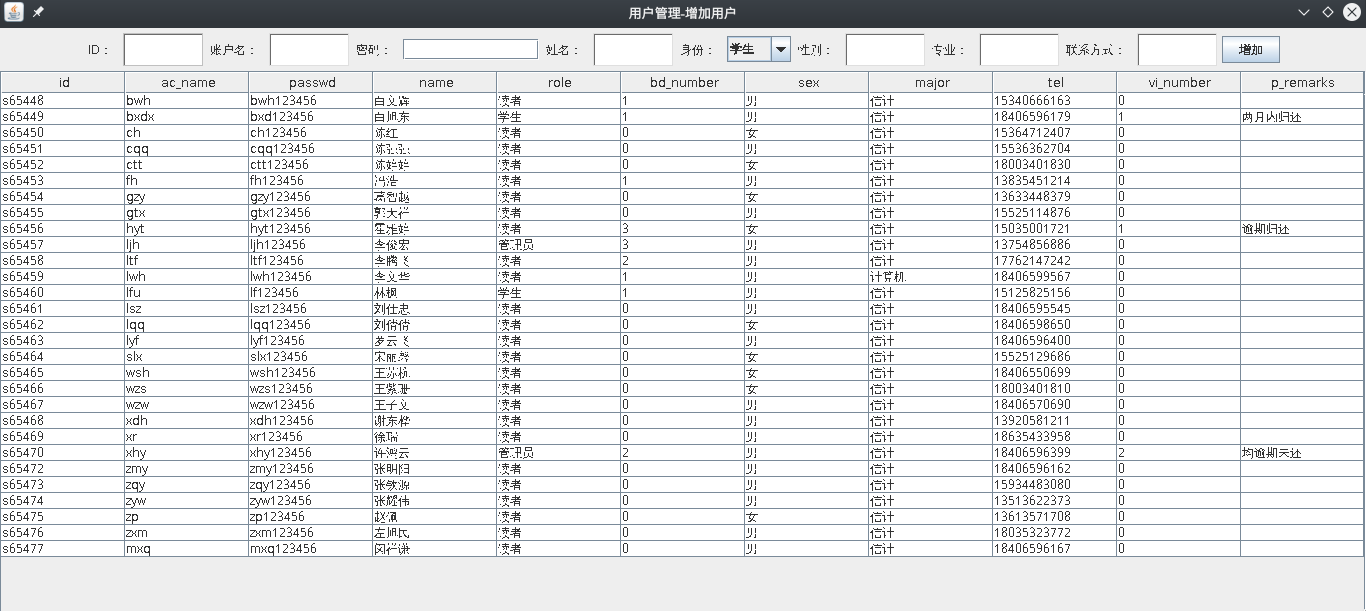 用户管理-增加用户
ID： 账户名： 密码： 姓名： 身份： 学生 性别： 专业： 联系方式： 增加
id ac_name passwd name role bd_number sex major tel vi_number p_remarks
s65448 bwh bwh123456 白文辉 读者 1 男 信计 15340666163 0
s65449 bxdx bxd123456 白旭东 学生 1 男 信计 18406596179 1 两月内归还
s65450 ch ch123456 陈红 读者 0 女 信计 15364712407 0
s65451 cqq cqq123456 读者 0 男 信计 15536362704 0
s65452 ctt ctt123456 陈婷婷 读者 0 女 信计 18003401830 0
s65453 fh fh123456 冯浩 读者 1 男 信计 13835451214 0
s65454 gzy gzy123456 葛智越 读者 0 女 信计 13633448379 0
s65455 gtx gtx123456 郭天祥 读者 0 男 信计 15525114876 0
s65456 hyt hyt123456 霍雅婷 读者 3 女 信计 15035001721 1 逾期归还
s65457 ljh ljh123456 李俊宏 管理员 3 男 信计 13754856886 0
s65458 ltf ltf123456 李腾飞 读者 2 男 信计 17762147242 0
s65459 lwh lwh123456 李文华 读者 1 男 计算机 18406599567 0
s65460 lfu lf123456 林枫 学生 1 男 信计 15125825156 0
s65461 lsz lsz123456 刘仕忠 读者 0 男 信计 18406595545 0
s65462 lqq lqq123456 刘倩倩 读者 0 女 信计 18406598650 0
s65463 lyf lyf123456 罗云飞 读者 0 男 信计 18406596400 0
s65464 slx slx123456 读者 0 女 信计 15525129686 0
s65465 wsh wsh123456 王苏杭 读者 0 女 信计 18406550699 0
s65466 wzs wzs123456 王紫珊 读者 0 女 信计 18003401810 0
s65467 wzw wzw123456 王子文 读者 0 男 信计 18406570690 0
s65468 xdh xdh123456 谢东桦 读者 0 男 信计 13920581211 0
s65469 xr xr123456 徐瑞 读者 0 男 信计 18635433958 0
s65470 xhy xhy123456 许鸿云 管理员 2 男 信计 18406596399 2 均逾期未还
s65472 zmy zmy123456 张明阳 读者 0 男 信计 18406596162 0
s65473 zqy zqy123456 读者 0 男 信计 15934483080 0
s65474 zyw zyw123456 张耀伟 读者 0 男 信计 13513622373 0
s65475 zp zp123456 赵佩 读者 0 女 信计 13613571708 0
s65476 zxm zxm123456 左旭民 读者 0 男 信计 18035323772 0
s65477 mxq mxq123456 闵祥谦 读者 0 男 信计 18406596167 0